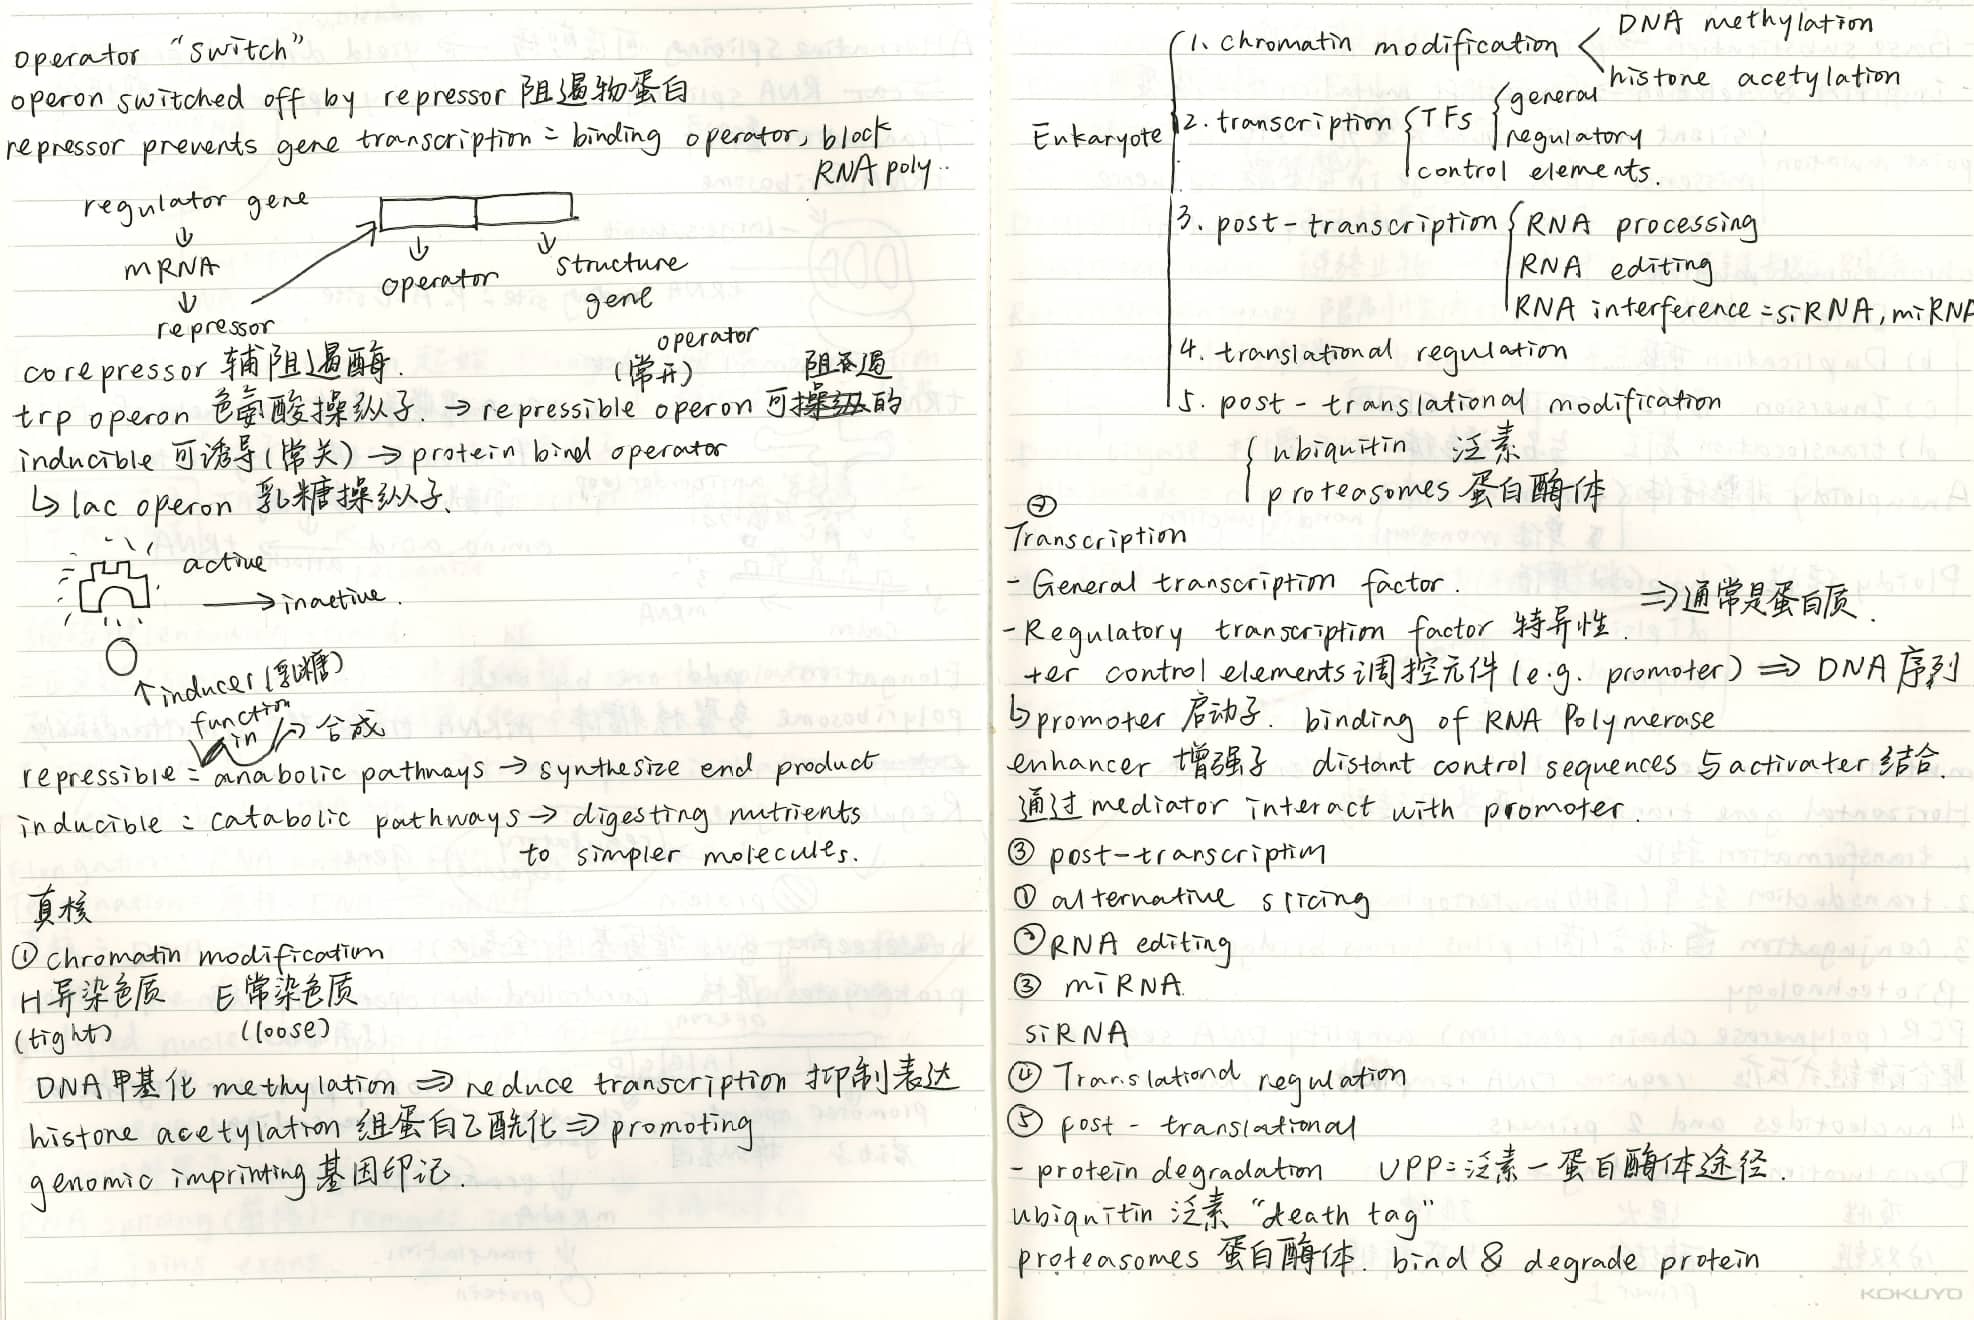 operator "switch"
operon switched off by repressor 阻遏物蛋白
repressor prevents gene transcription = binding operator, block
RNA poly..
regulator gene
↓
mRNA
↓
repressor
operator
structure
gene
corepressor 辅阻遏酶.
operator
(常开)
阻遏
trp operon 色氨酸操纵子. → repressible operon 可的
inducible 可诱导(常关) → protein bind operator
↳ lac operon 乳糖操纵子.
active
→ inactive.
↑ inducer (乳糖)
function
in
→ 合成
repressible = anabolic pathways → synthesize end product
inducible = catabolic pathways → digesting nutrients
to simpler molecules.
真核
① chromatin modification
H 异染色质 E 常染色质
(tight) (loose)
DNA甲基化 methylation ⇒ reduce transcription 抑制表达
histone acetylation 组蛋白乙酰化 ⇒ promoting
genomic imprinting 基因印记.
Eukaryote
1. chromatin modification
DNA methylation
histone acetylation
2. transcription
TFs
general
regulatory
control elements.
3. post-transcription
RNA processing
RNA editing
RNA interference = siRNA, miRNA
4. translational regulation
5. post-translational modification
ubiquitin 泛素
proteasomes 蛋白酶体
②
Transcription
- General transcription factor.
⇒ 通常是蛋白质.
- Regulatory transcription factor 特异性.
ter control elements 调控元件 (e.g. promoter) ⇒ DNA 序列
↳ promoter 启动子. binding of RNA Polymerase
enhancer 增强子 distant control sequences 与 activater 结合.
通过 mediator interact with promoter.
③ post-transcription
① alternative slicing
② RNA editing
③ miRNA.
siRNA
④ Translational regulation
⑤ post-translational
- protein degradation UPP = 泛素-蛋白酶体途径.
ubiquitin 泛素 "death tag"
proteasomes 蛋白酶体. bind & degrade protein
KOKUYO